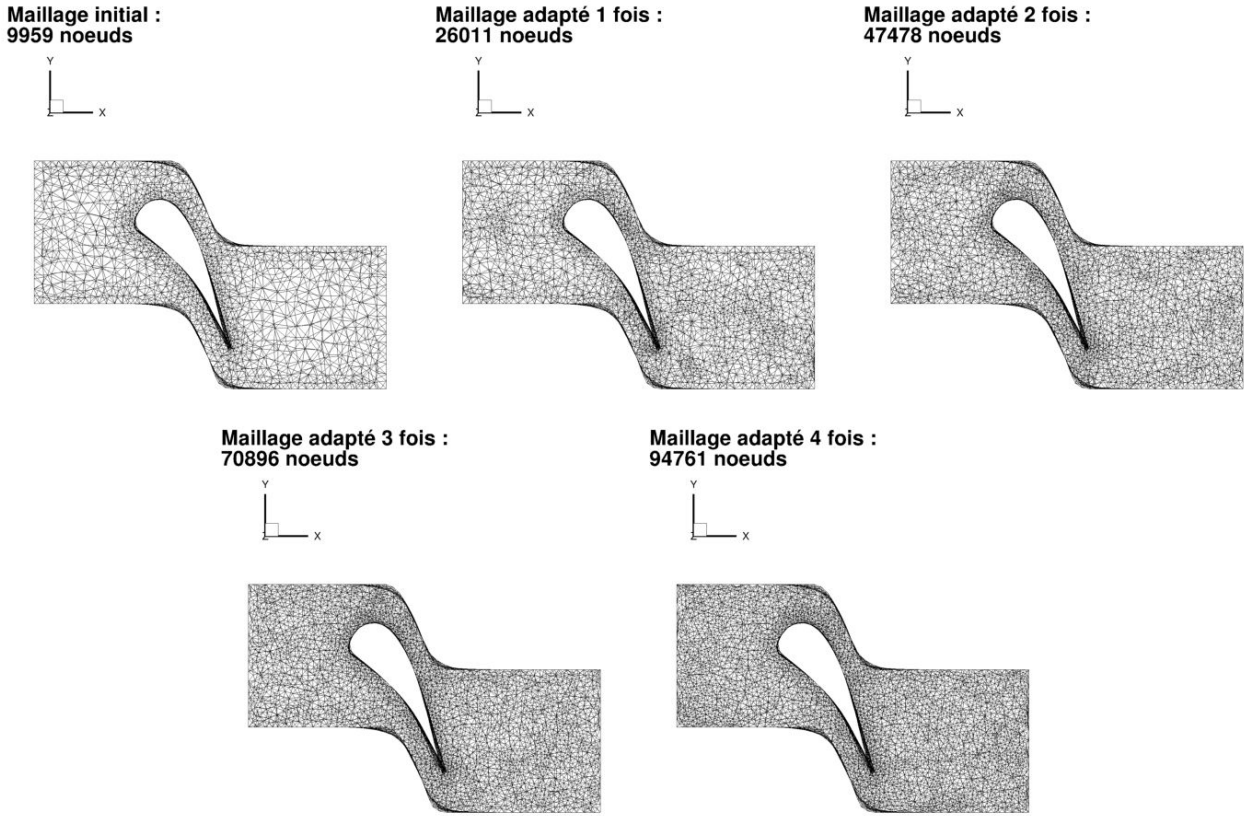 Maillage initial :
9959 noeuds
Y
Z X
Maillage adapté 1 fois :
26011 noeuds
Y
Z X
Maillage adapté 2 fois :
47478 noeuds
Y
Z X
Maillage adapté 3 fois :
70896 noeuds
Y
Z X
Maillage adapté 4 fois :
94761 noeuds
Y
Z X